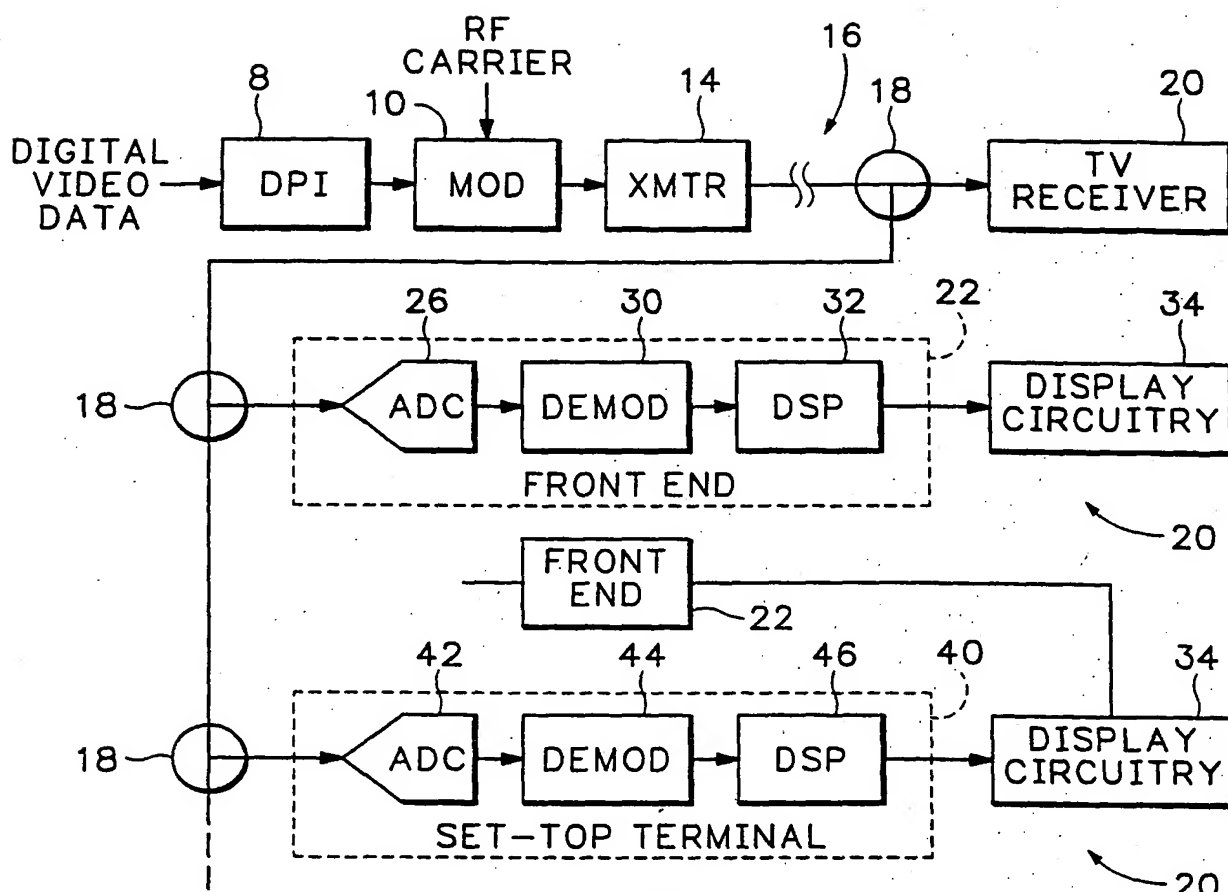 RF
CARRIER
16
8
10
14
18
20
DIGITAL
VIDEO
DATA
DPI
MOD
XMTR
TV
RECEIVER
26
30
32
22
34
18
ADC
DEMOD
DSP
DISPLAY
CIRCUITRY
FRONT END
20
FRONT
END
22
42
44
46
40
34
18
ADC
DEMOD
DSP
DISPLAY
CIRCUITRY
SET-TOP TERMINAL
20